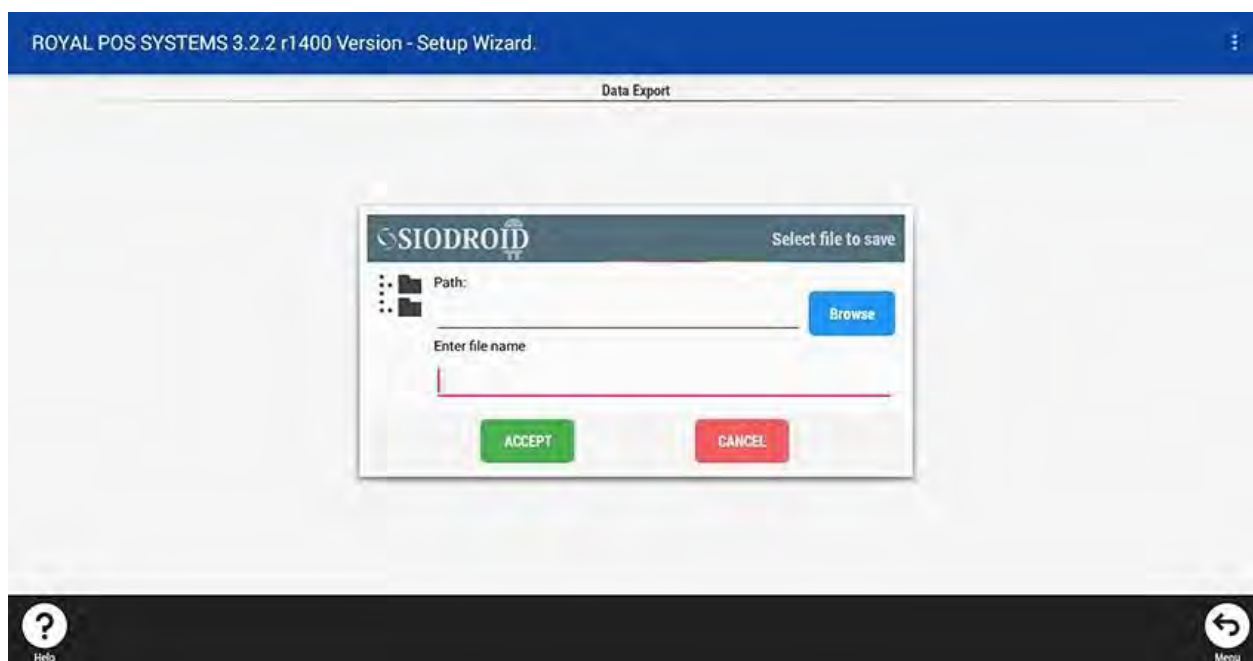 ROYAL POS SYSTEMS 3.2.2 r1400 Version - Setup Wizard.
Data Export
SIODROID
Select file to save
Path:
Browse
Enter file name
ACCEPT
CANCEL
?
Help
Menu